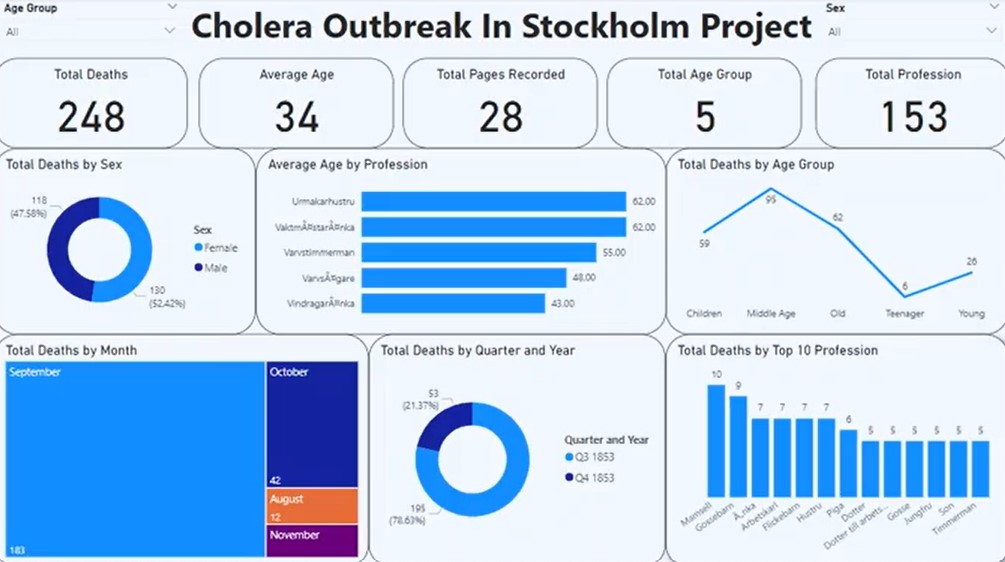 Age Group
All
Cholera Outbreak In Stockholm Project
Sex
All
Total Deaths
248
Average Age
34
Total Pages Recorded
28
Total Age Group
5
Total Profession
153
Total Deaths by Sex
118
(47.58%)
130
(52.42%)
Sex
Female
Male
Average Age by Profession
Urmakarhustru
62.00
VaktmÃ¤starÃ¤nka
62.00
Varvstimmerman
55.00
VarvsÃ¤gare
48.00
VindragarÃ¤nka
43.00
Total Deaths by Age Group
59
95
62
6
26
Children
Middle Age
Old
Teenager
Young
Total Deaths by Month
September
183
October
42
August
12
November
Total Deaths by Quarter and Year
53
(21.37%)
195
(78.63%)
Quarter and Year
Q3 1853
Q4 1853
Total Deaths by Top 10 Profession
10
9
7
7
7
7
6
5
5
5
5
5
5
Mamsell
Gossebarn
Arbetskarl
Flickebarn
Hustru
Piga
Dotter
Dotter till arbets...
Gosse
Jungfru
Son
Timmerman